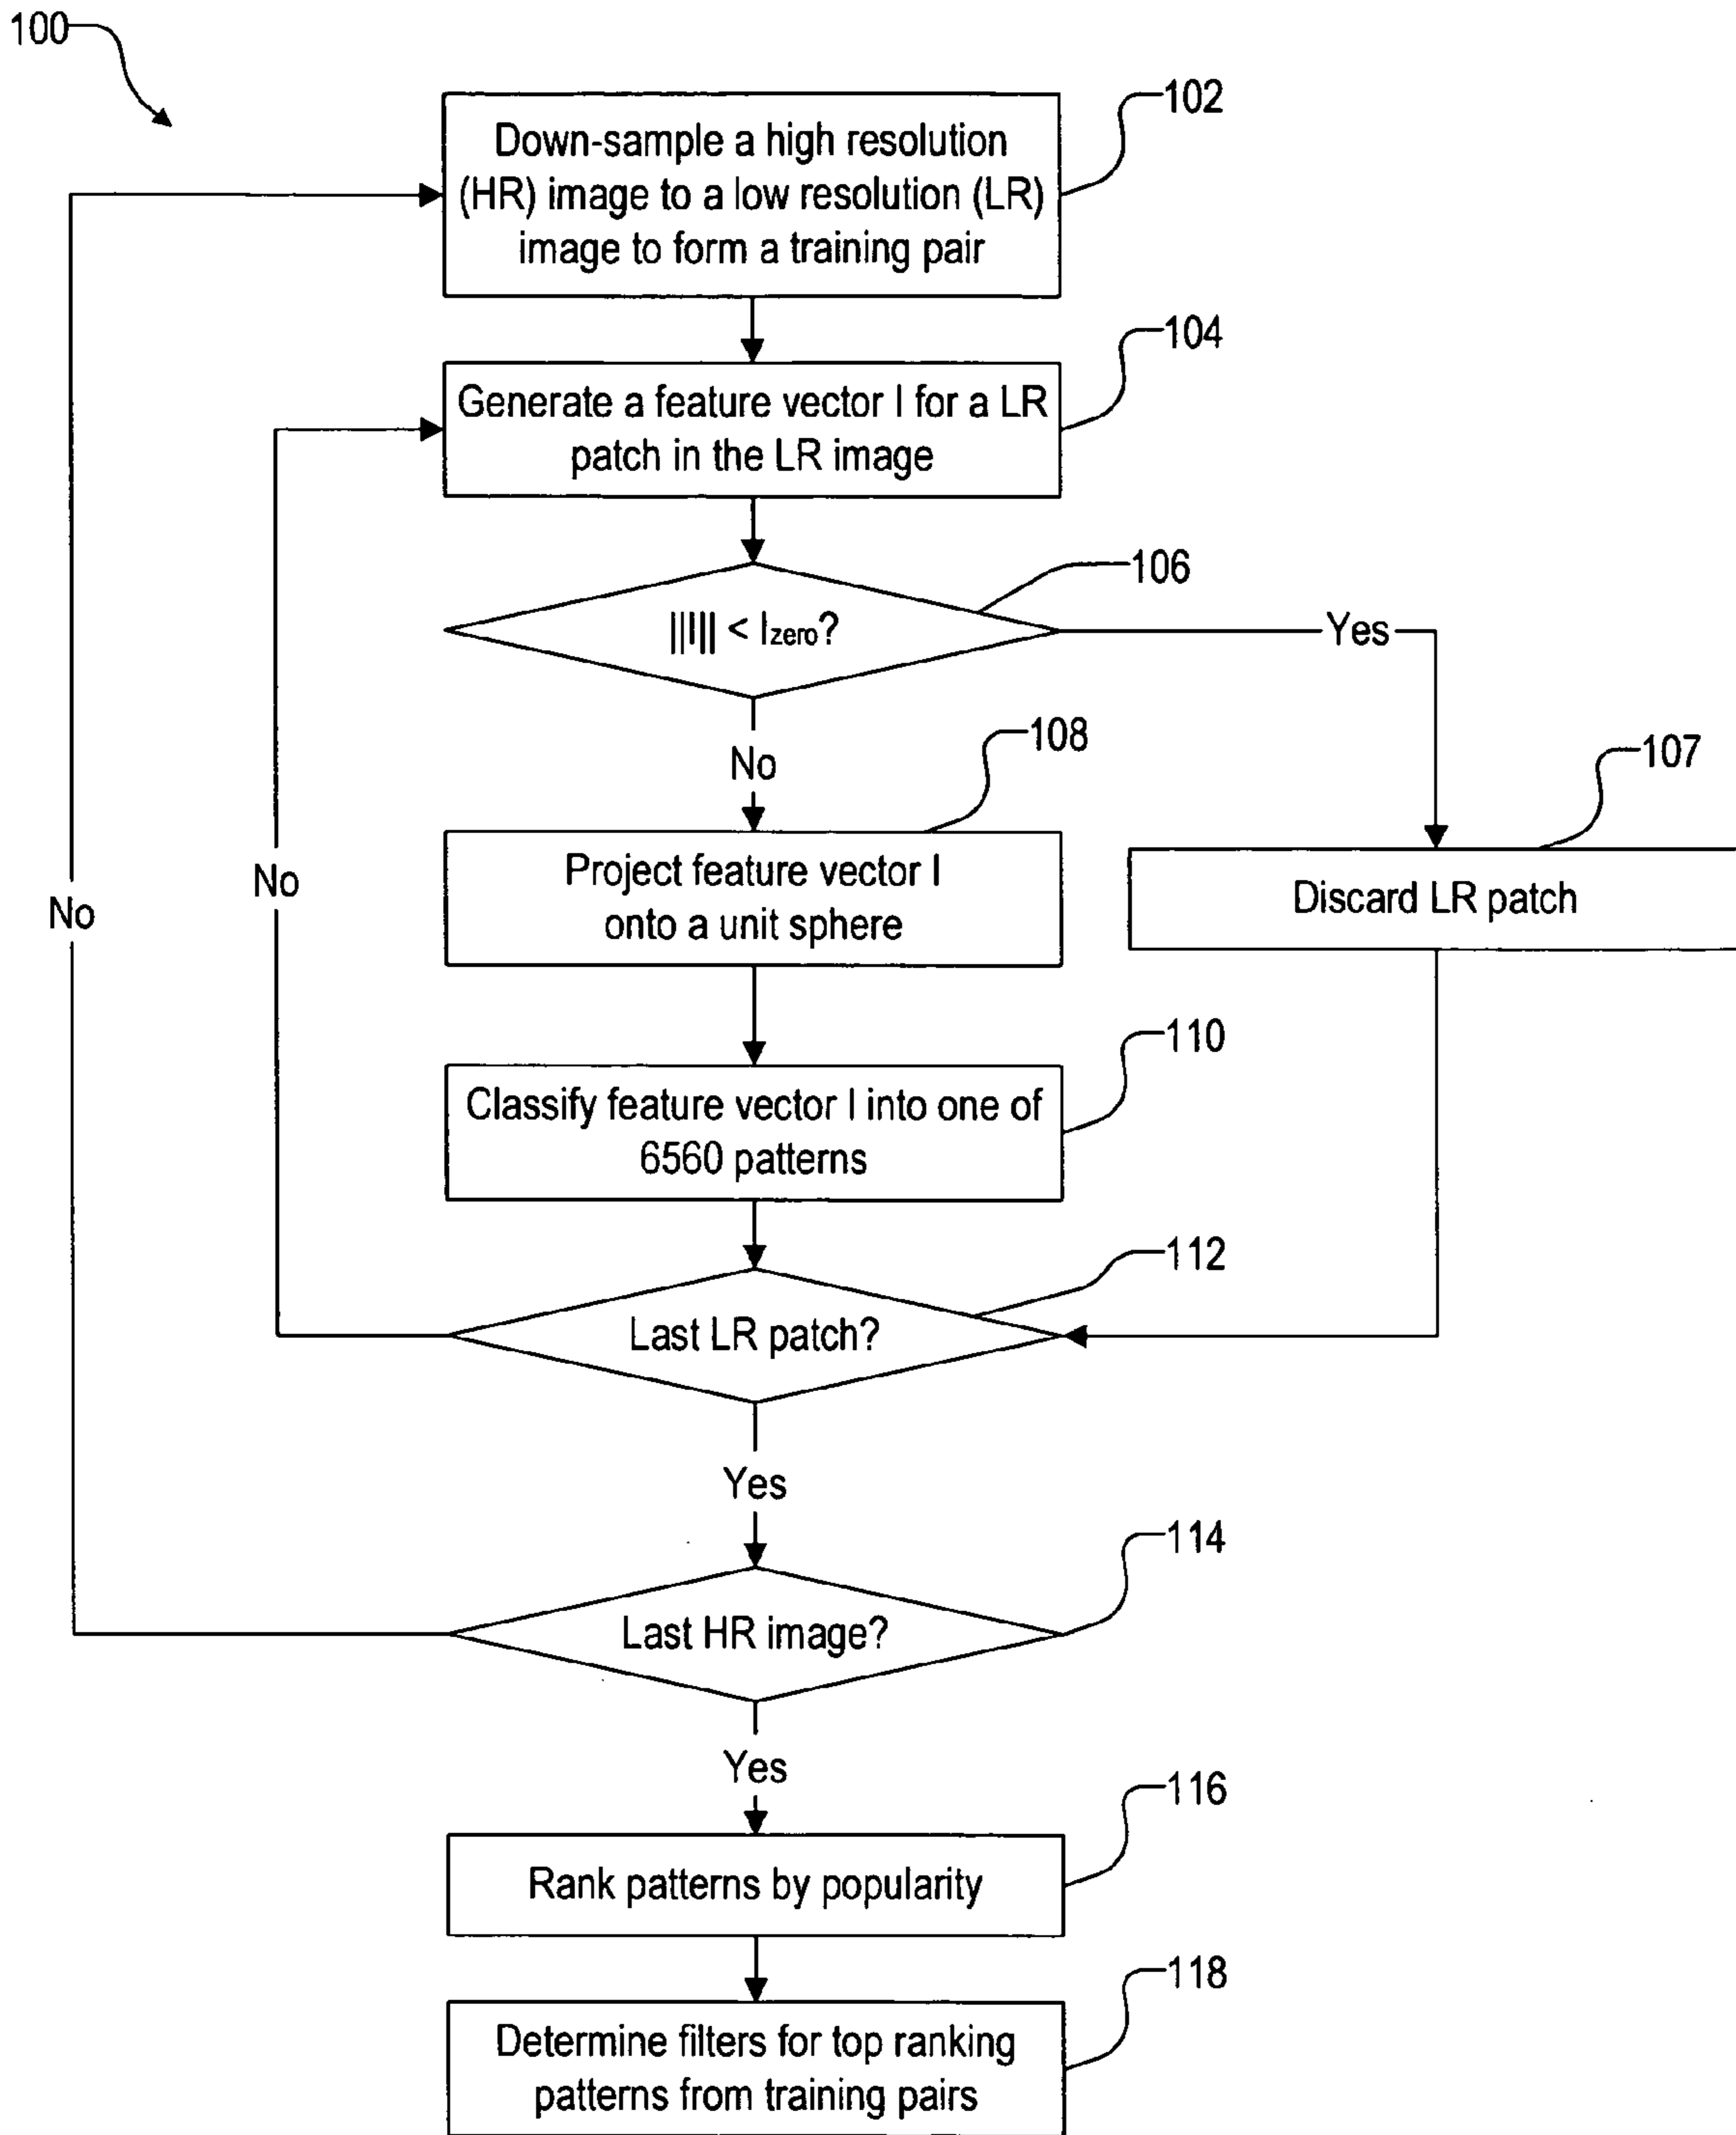 100
102
Down-sample a high resolution
(HR) image to a low resolution (LR)
image to form a training pair
104
Generate a feature vector I for a LR
patch in the LR image
106
||I|| < Izero?
Yes
No
108
107
Project feature vector I
onto a unit sphere
Discard LR patch
No
No
110
Classify feature vector I into one of
6560 patterns
112
Last LR patch?
Yes
114
Last HR image?
Yes
116
Rank patterns by popularity
118
Determine filters for top ranking
patterns from training pairs